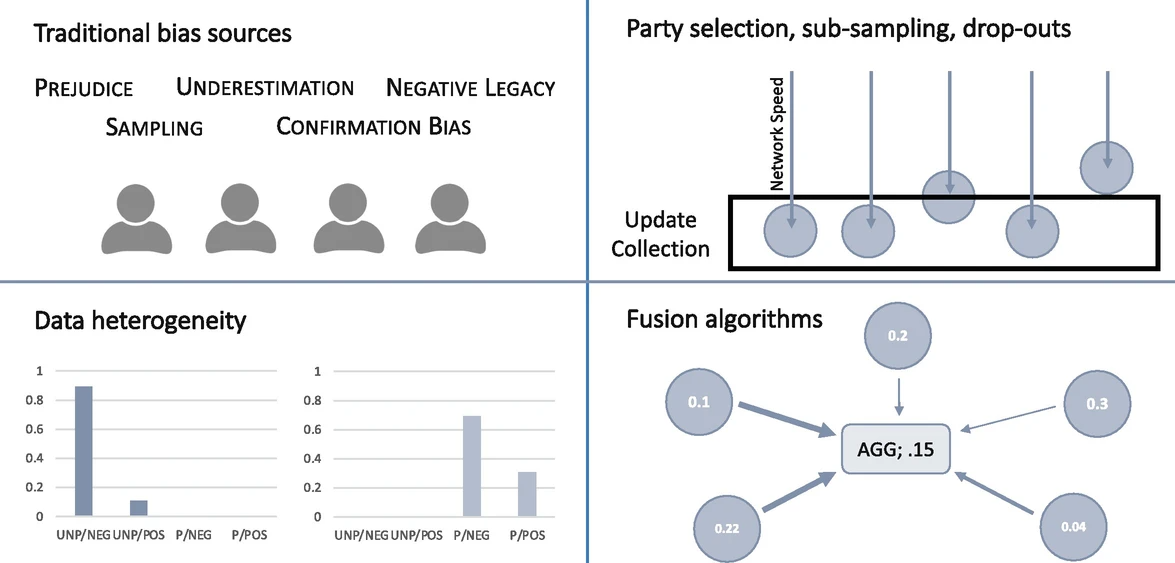 Traditional bias sources
PREJUDICE UNDERESTIMATION NEGATIVE LEGACY
SAMPLING CONFIRMATION BIAS
Party selection, sub-sampling, drop-outs
Network Speed
Update
Collection
Data heterogeneity
1
0.8
0.6
0.4
0.2
0
UNP/NEG UNP/POS P/NEG P/POS
1
0.8
0.6
0.4
0.2
0
UNP/NEG UNP/POS P/NEG P/POS
Fusion algorithms
0.2
0.1
0.3
AGG; .15
0.22
0.04